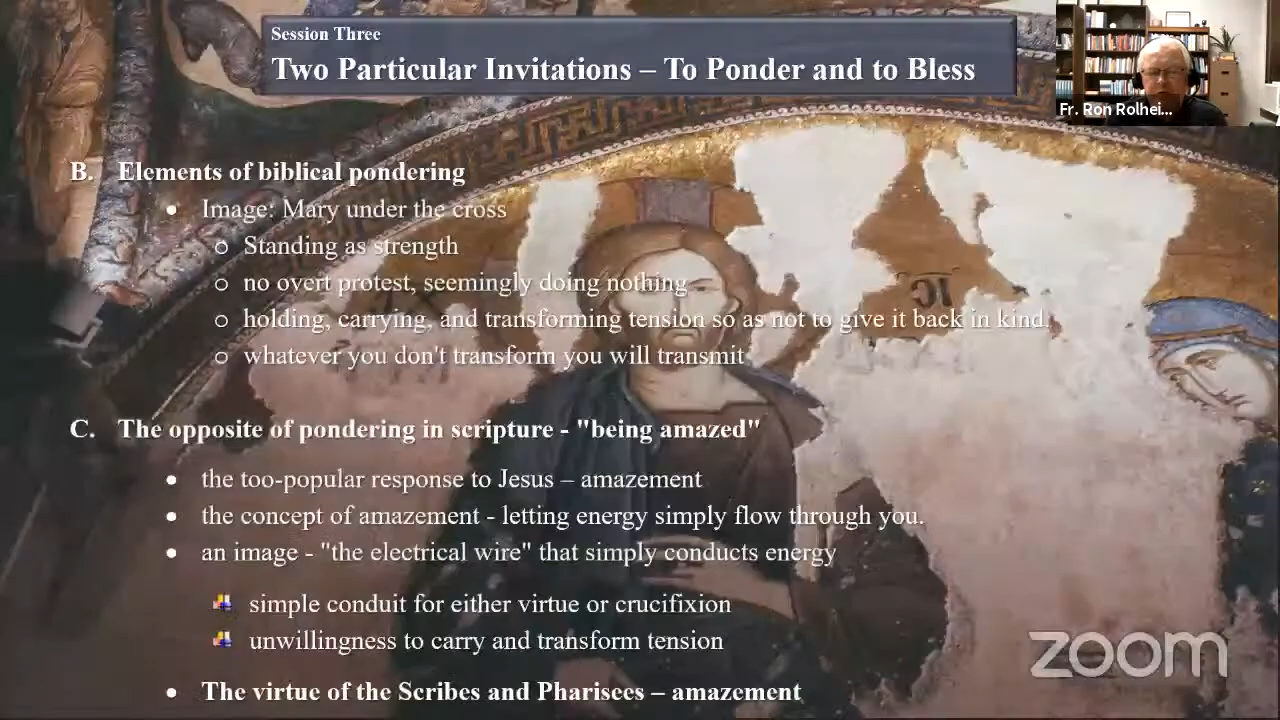 Session Three
Two Particular Invitations – To Ponder and to Bless
Fr. Ron Rolhei...
B. Elements of biblical pondering
• Image: Mary under the cross
o Standing as strength
o no overt protest, seemingly doing nothing
o holding, carrying, and transforming tension so as not to give it back in kind.
o whatever you don't transform you will transmit
C. The opposite of pondering in scripture - "being amazed"
• the too-popular response to Jesus – amazement
• the concept of amazement - letting energy simply flow through you.
• an image - "the electrical wire" that simply conducts energy
simple conduit for either virtue or crucifixion
unwillingness to carry and transform tension
• The virtue of the Scribes and Pharisees – amazement
zoom